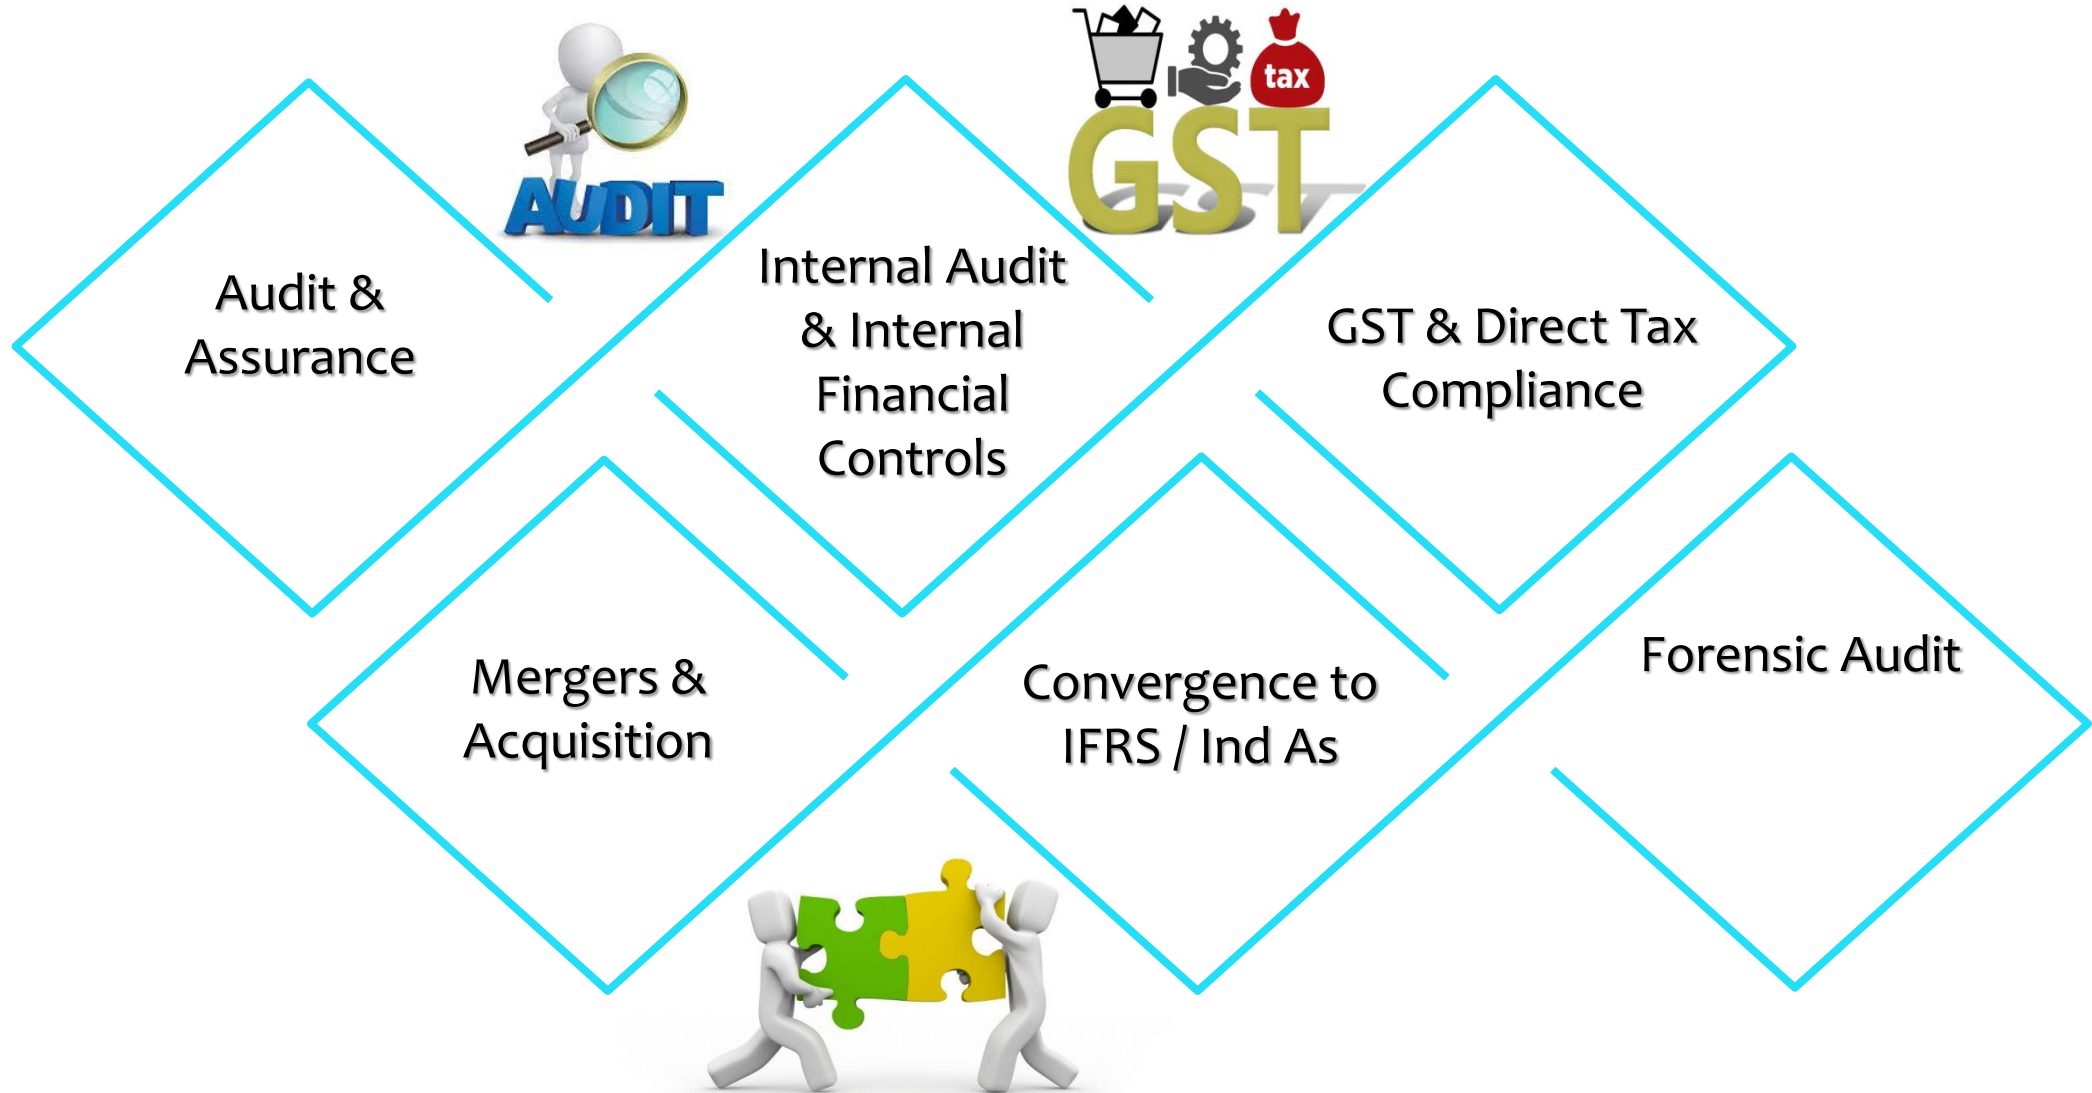 AUDIT
tax
GST
Audit &
Assurance
Internal Audit
& Internal
Financial
Controls
GST & Direct Tax
Compliance
Mergers &
Acquisition
Convergence to
IFRS / Ind As
Forensic Audit